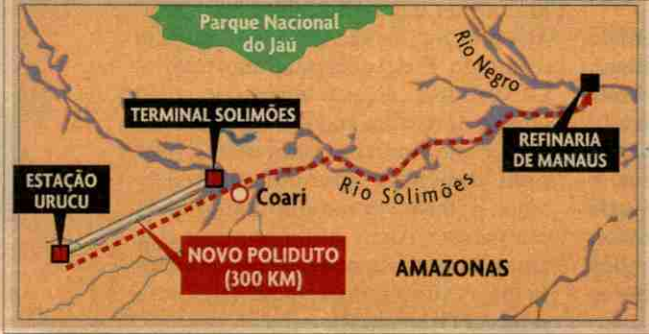 Parque Nacional
do Jaú
Rio Negro
TERMINAL SOLIMÕES
REFINARIA
DE MANAUS
ESTAÇÃO
URUCU
Coari
Rio Solimões
NOVO POLIDUTO
(300 KM)
AMAZONAS